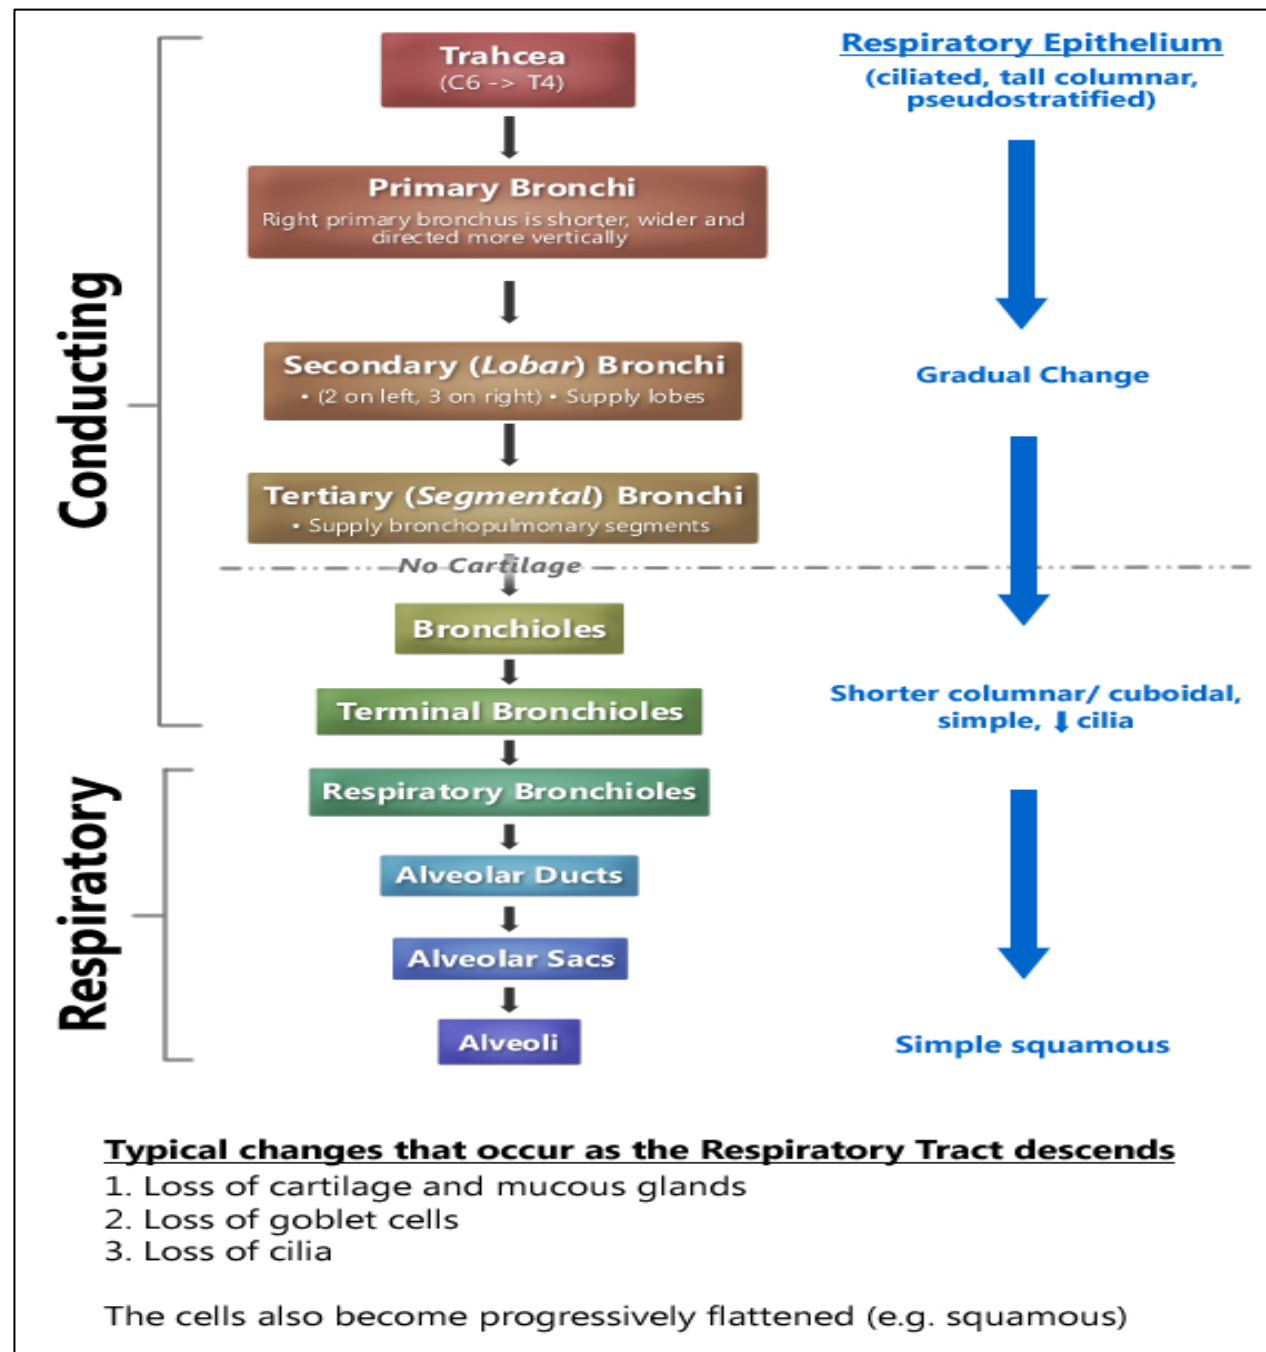 Conducting
Respiratory
Trahcea
(C6 -> T4)
Primary Bronchi
Right primary bronchus is shorter, wider and
directed more vertically
Secondary (Lobar) Bronchi
• (2 on left, 3 on right) • Supply lobes
Tertiary (Segmental) Bronchi
• Supply bronchopulmonary segments
No Cartilage
Bronchioles
Terminal Bronchioles
Respiratory Bronchioles
Alveolar Ducts
Alveolar Sacs
Alveoli
Respiratory Epithelium
(ciliated, tall columnar,
pseudostratified)
Gradual Change
Shorter columnar/ cuboidal,
simple, ⬇ cilia
Simple squamous
Typical changes that occur as the Respiratory Tract descends
1. Loss of cartilage and mucous glands
2. Loss of goblet cells
3. Loss of cilia
The cells also become progressively flattened (e.g. squamous)